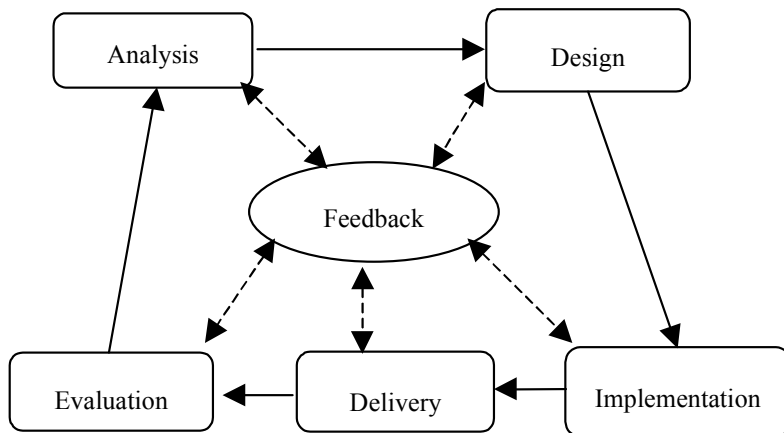 Analysis
Design
Feedback
Evaluation
Delivery
Implementation